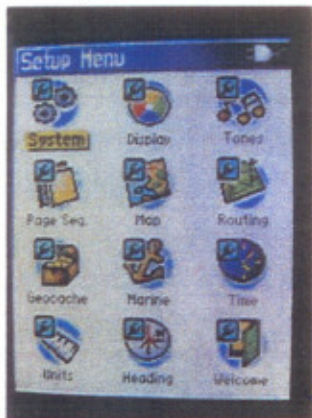 Setup Menu
System Display Tones
Page Seq. Map Routing
Geocache Marine Time
Units Heading Welcome